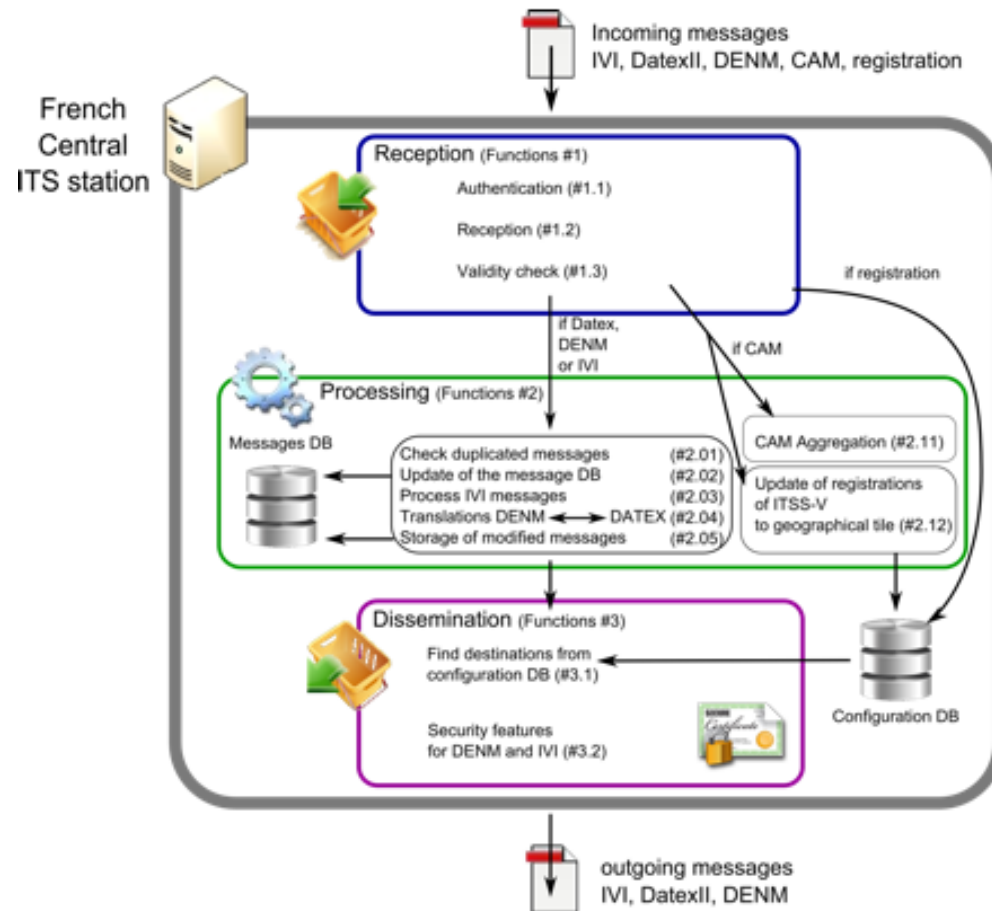 Incoming messages
IVI, DatexII, DENM, CAM, registration
French
Central
ITS station
Reception (Functions #1)
Authentication (#1.1)
Reception (#1.2)
Validity check (#1.3)
if registration
if Datex,
DENM
or IVI
if CAM
Processing (Functions #2)
Messages DB
Check duplicated messages (#2.01)
Update of the message DB (#2.02)
Process IVI messages (#2.03)
Translations DENM DATEX (#2.04)
Storage of modified messages (#2.05)
CAM Aggregation (#2.11)
Update of registrations
of ITSS-V
to geographical tile (#2.12)
Dissemination (Functions #3)
Find destinations from
configuration DB (#3.1)
Security features
for DENM and IVI (#3.2)
Certificate
Configuration DB
outgoing messages
IVI, DatexII, DENM